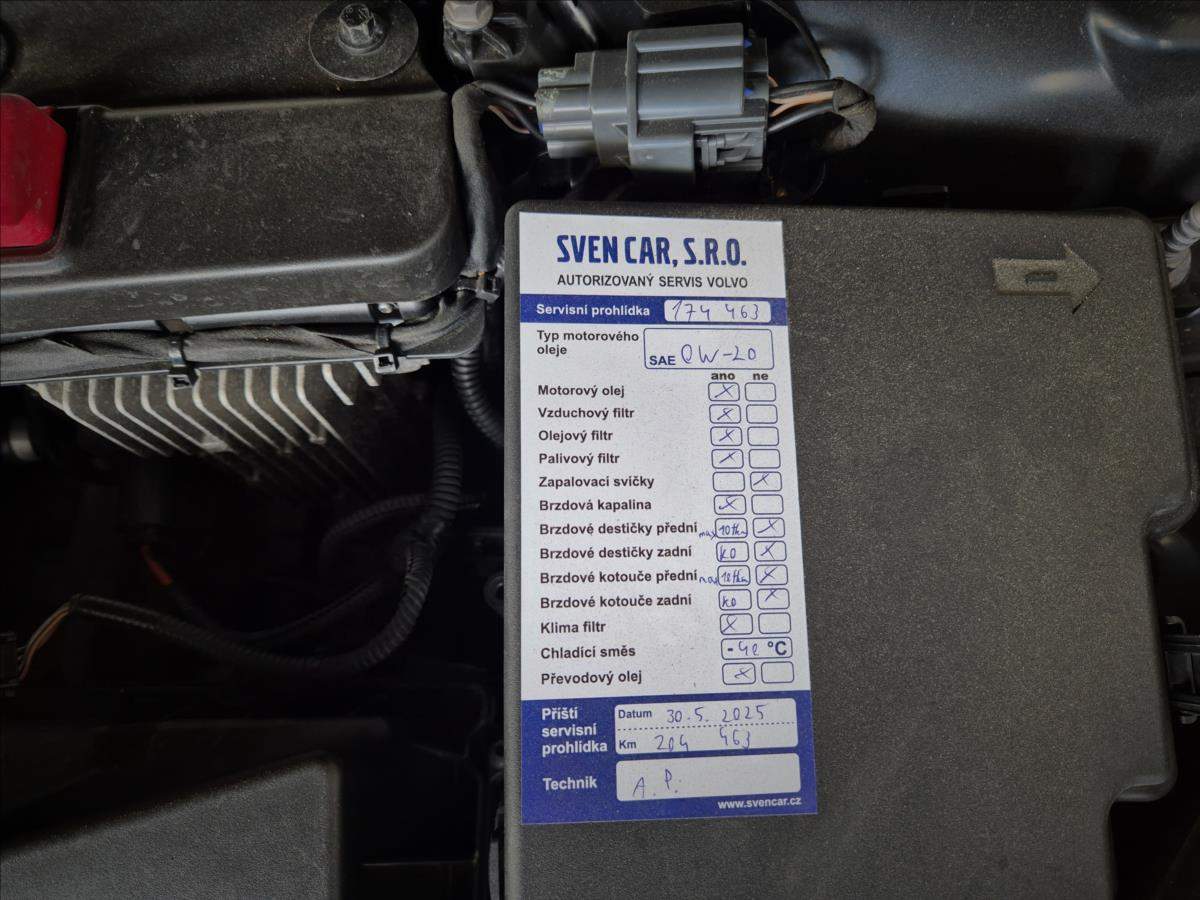 SVEN CAR, S.R.O.
AUTORIZOVANÝ SERVIS VOLVO
Servisní prohlídka 174 463
Typ motorového
oleje SAE 0W-20
ano ne
Motorový olej X
Vzduchový filtr X
Olejový filtr X
Palivový filtr X
Zapalovací svíčky X
Brzdová kapalina X
Brzdové destičky přední max 10tkm X
Brzdové destičky zadní ko X
Brzdové kotouče přední max 10tkm X
Brzdové kotouče zadní ko X
Klima filtr X
Chladící směs -40 °C
Převodový olej X
Příští
servisní
prohlídka
Datum 30.5. 2025
Km 204 463
Technik A.P.
www.svencar.cz